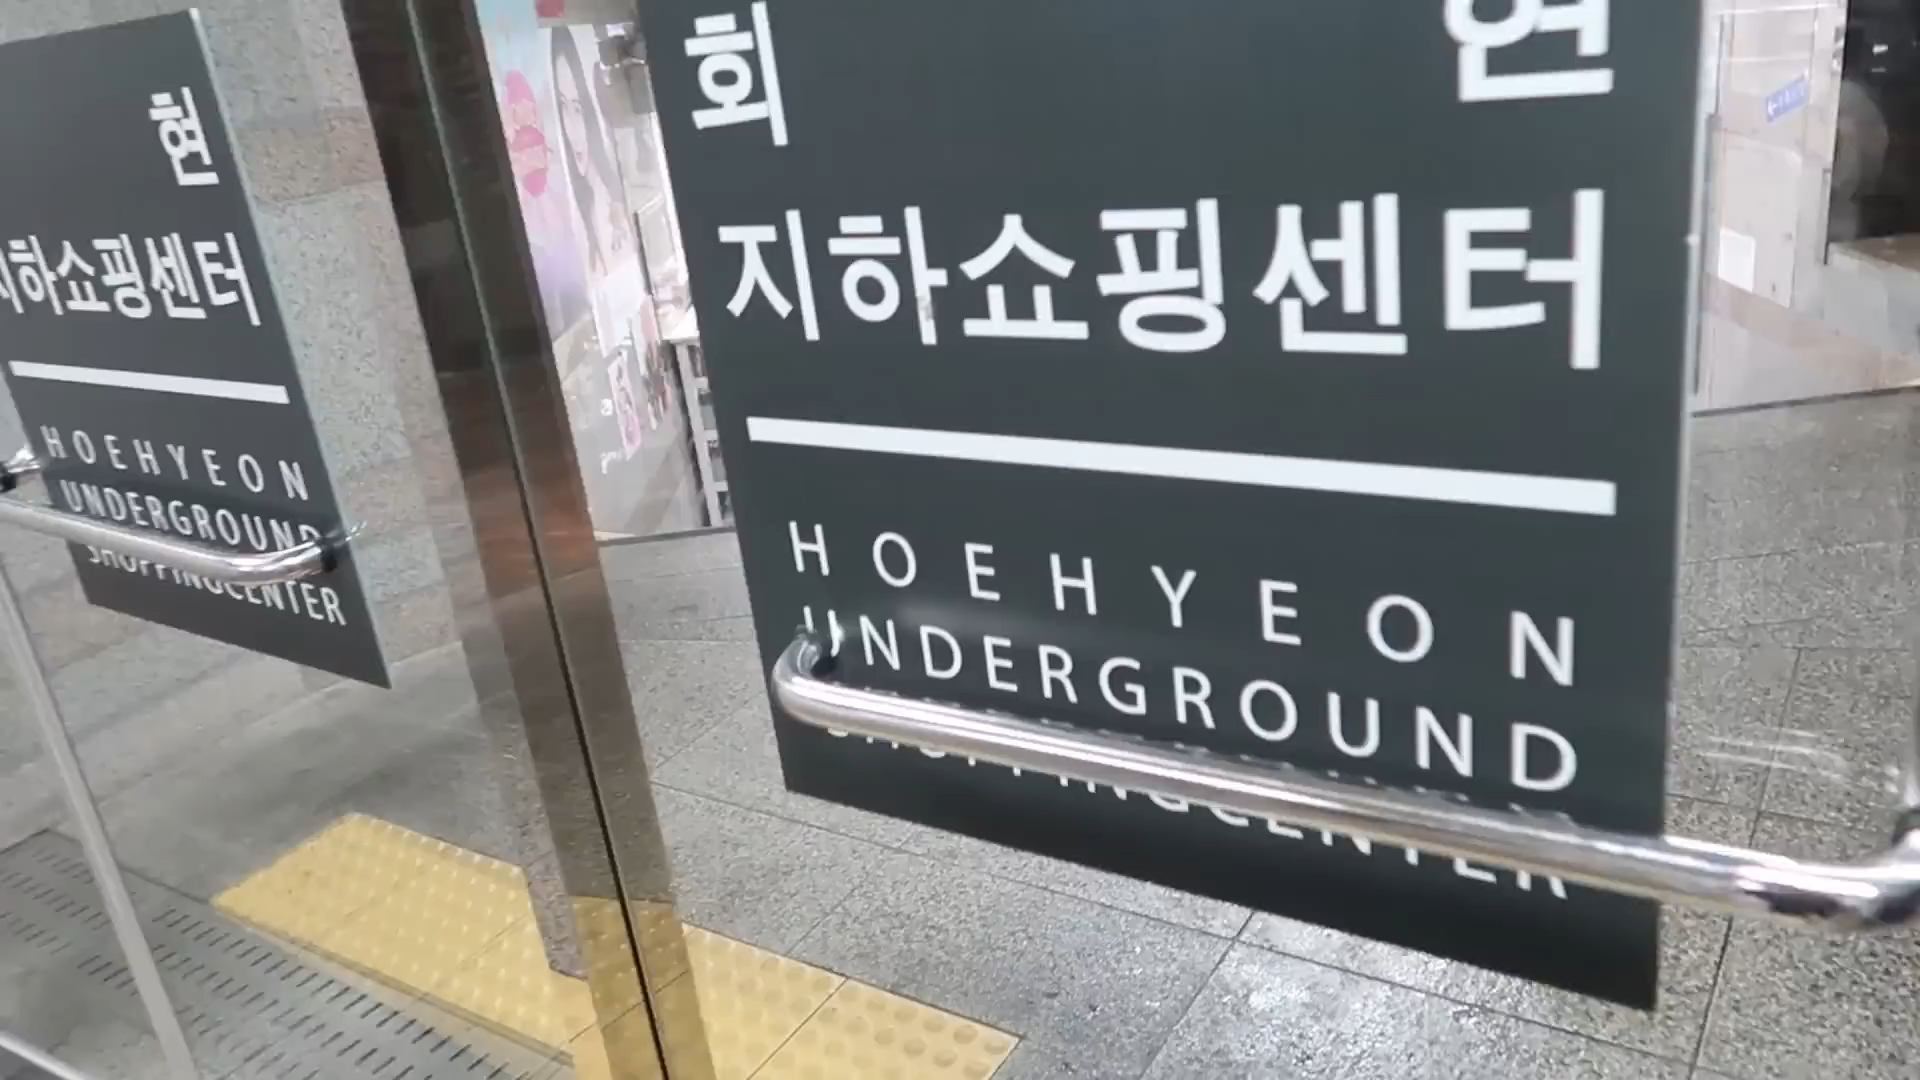 현
지하쇼핑센터
HOEHYEON
UNDERGROUND
SHOPPINGCENTER
회 현
지하쇼핑센터
HOEHYEON
UNDERGROUND
SHOPPINGCENTER